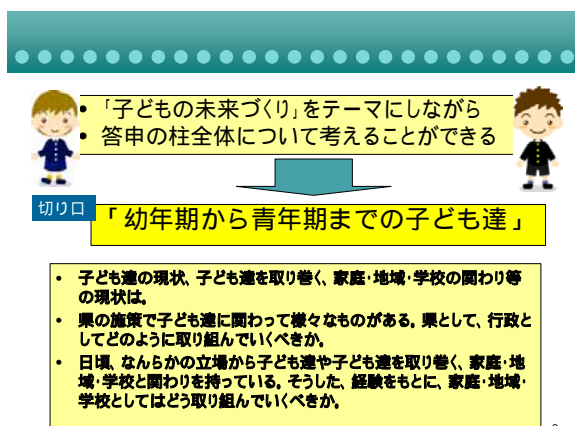 • 「子どもの未来づくり」をテーマにしながら
• 答申の柱全体について考えることができる
切り口
「幼年期から青年期までの子ども達」
• 子ども達の現状、子ども達を取り巻く、家庭・地域・学校の関わり等
の現状は。
• 県の施策で子ども達に関わって様々なものがある。県として、行政と
してどのように取り組んでいくべきか。
• 日頃、なんらかの立場から子ども達や子ども達を取り巻く、家庭・地
域・学校と関わりを持っている。そうした、経験をもとに、家庭・地域・
学校としてはどう取り組んでいくべきか。